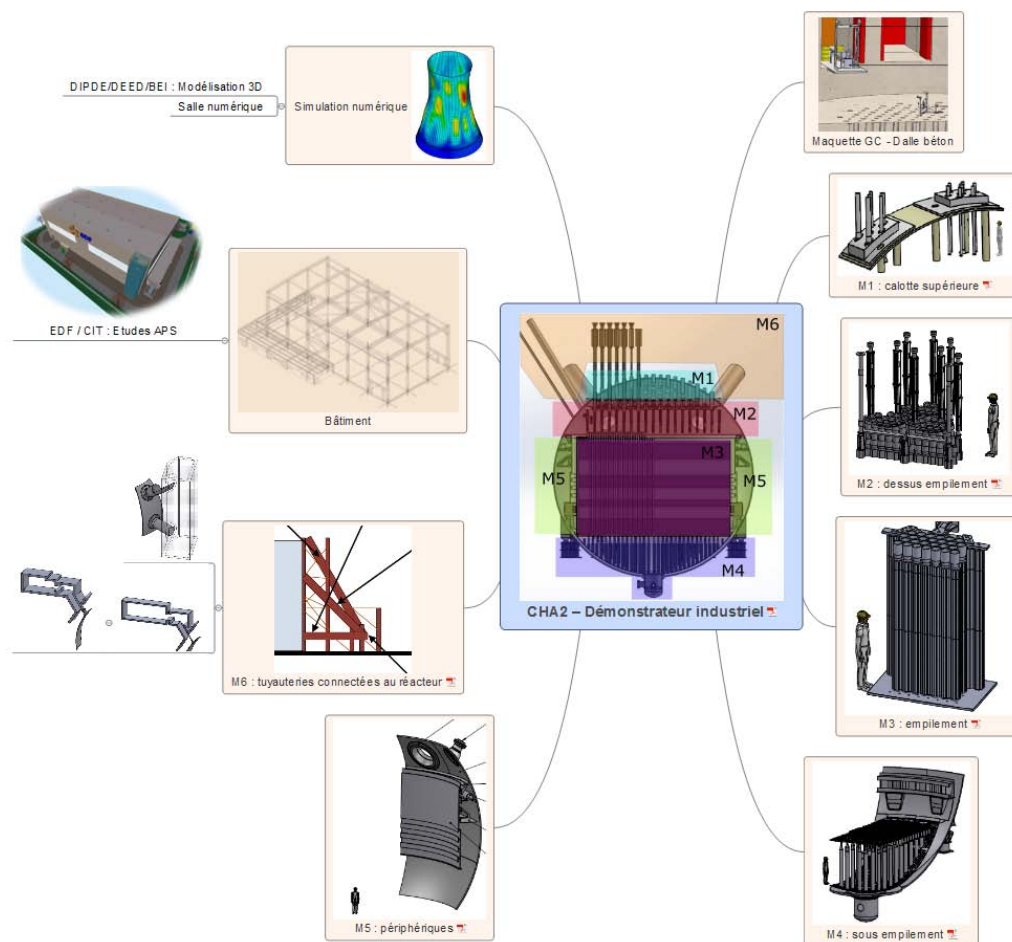 DIPDE/DEED/BEI : Modélisation 3D
Salle numérique
Simulation numérique
Maquette GC - Dalle béton
M1 : calotte supérieure
EDF / CIT : Etudes APS
Bâtiment
M6
M1
M2
M3
M5
M5
M4
CHA2 – Démonstrateur industriel
M2 : dessus empilement
M6 : tuyauteries connectées au réacteur
M3 : empilement
M5 : périphériques
M4 : sous empilement